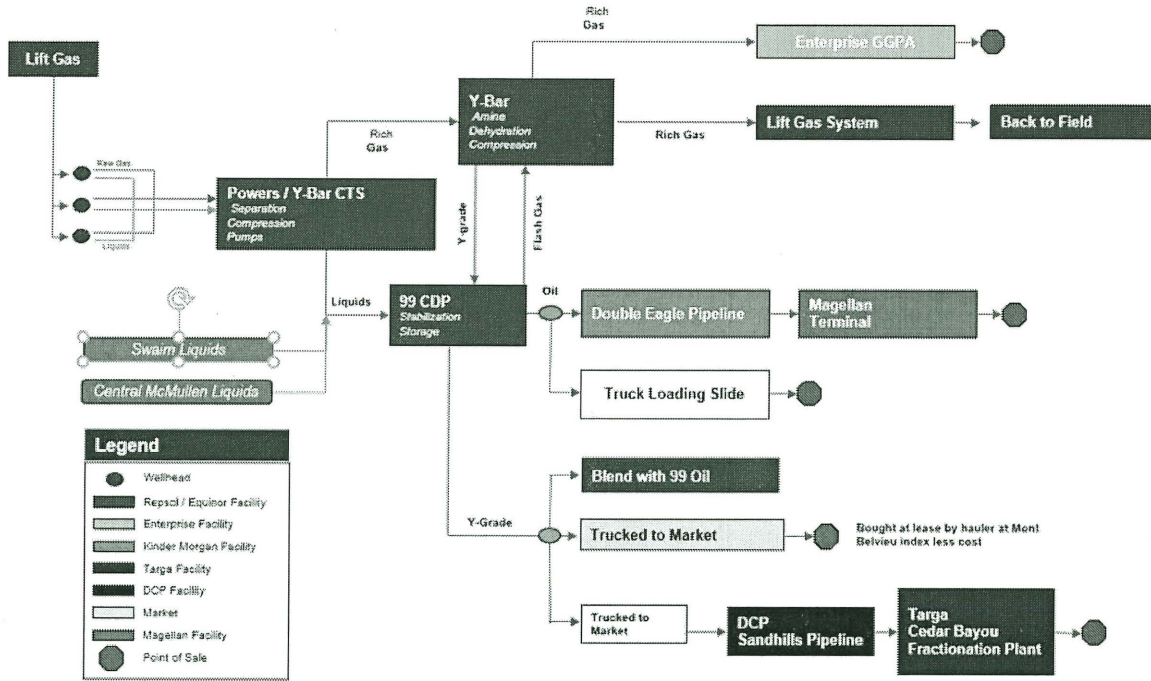 Rich
Gas
Lift Gas
Enterprise GGPA
Y-Bar
Amine
Dehydration
Compression
Rich
Gas
Rich Gas
Lift Gas System
Back to Field
Raw Gas
Powers / Y-Bar CTS
Separation
Compression
Pumps
Liquids
Y-grade
Flash Gas
Liquids
99 CDP
Stabilization
Storage
Oil
Double Eagle Pipeline
Magellan
Terminal
Swaim Liquids
Central McMullen Liquids
Truck Loading Slide
Legend
Wellhead
Repsol / Equinor Facility
Enterprise Facility
Kinder Morgan Facility
Targa Facility
DCP Facility
Market
Magellan Facility
Point of Sale
Blend with 99 Oil
Y-Grade
Trucked to Market
Bought at lease by hauler at Mont
Belvieu index less cost
Trucked to
Market
DCP
Sandhills Pipeline
Targa
Cedar Bayou
Fractionation Plant